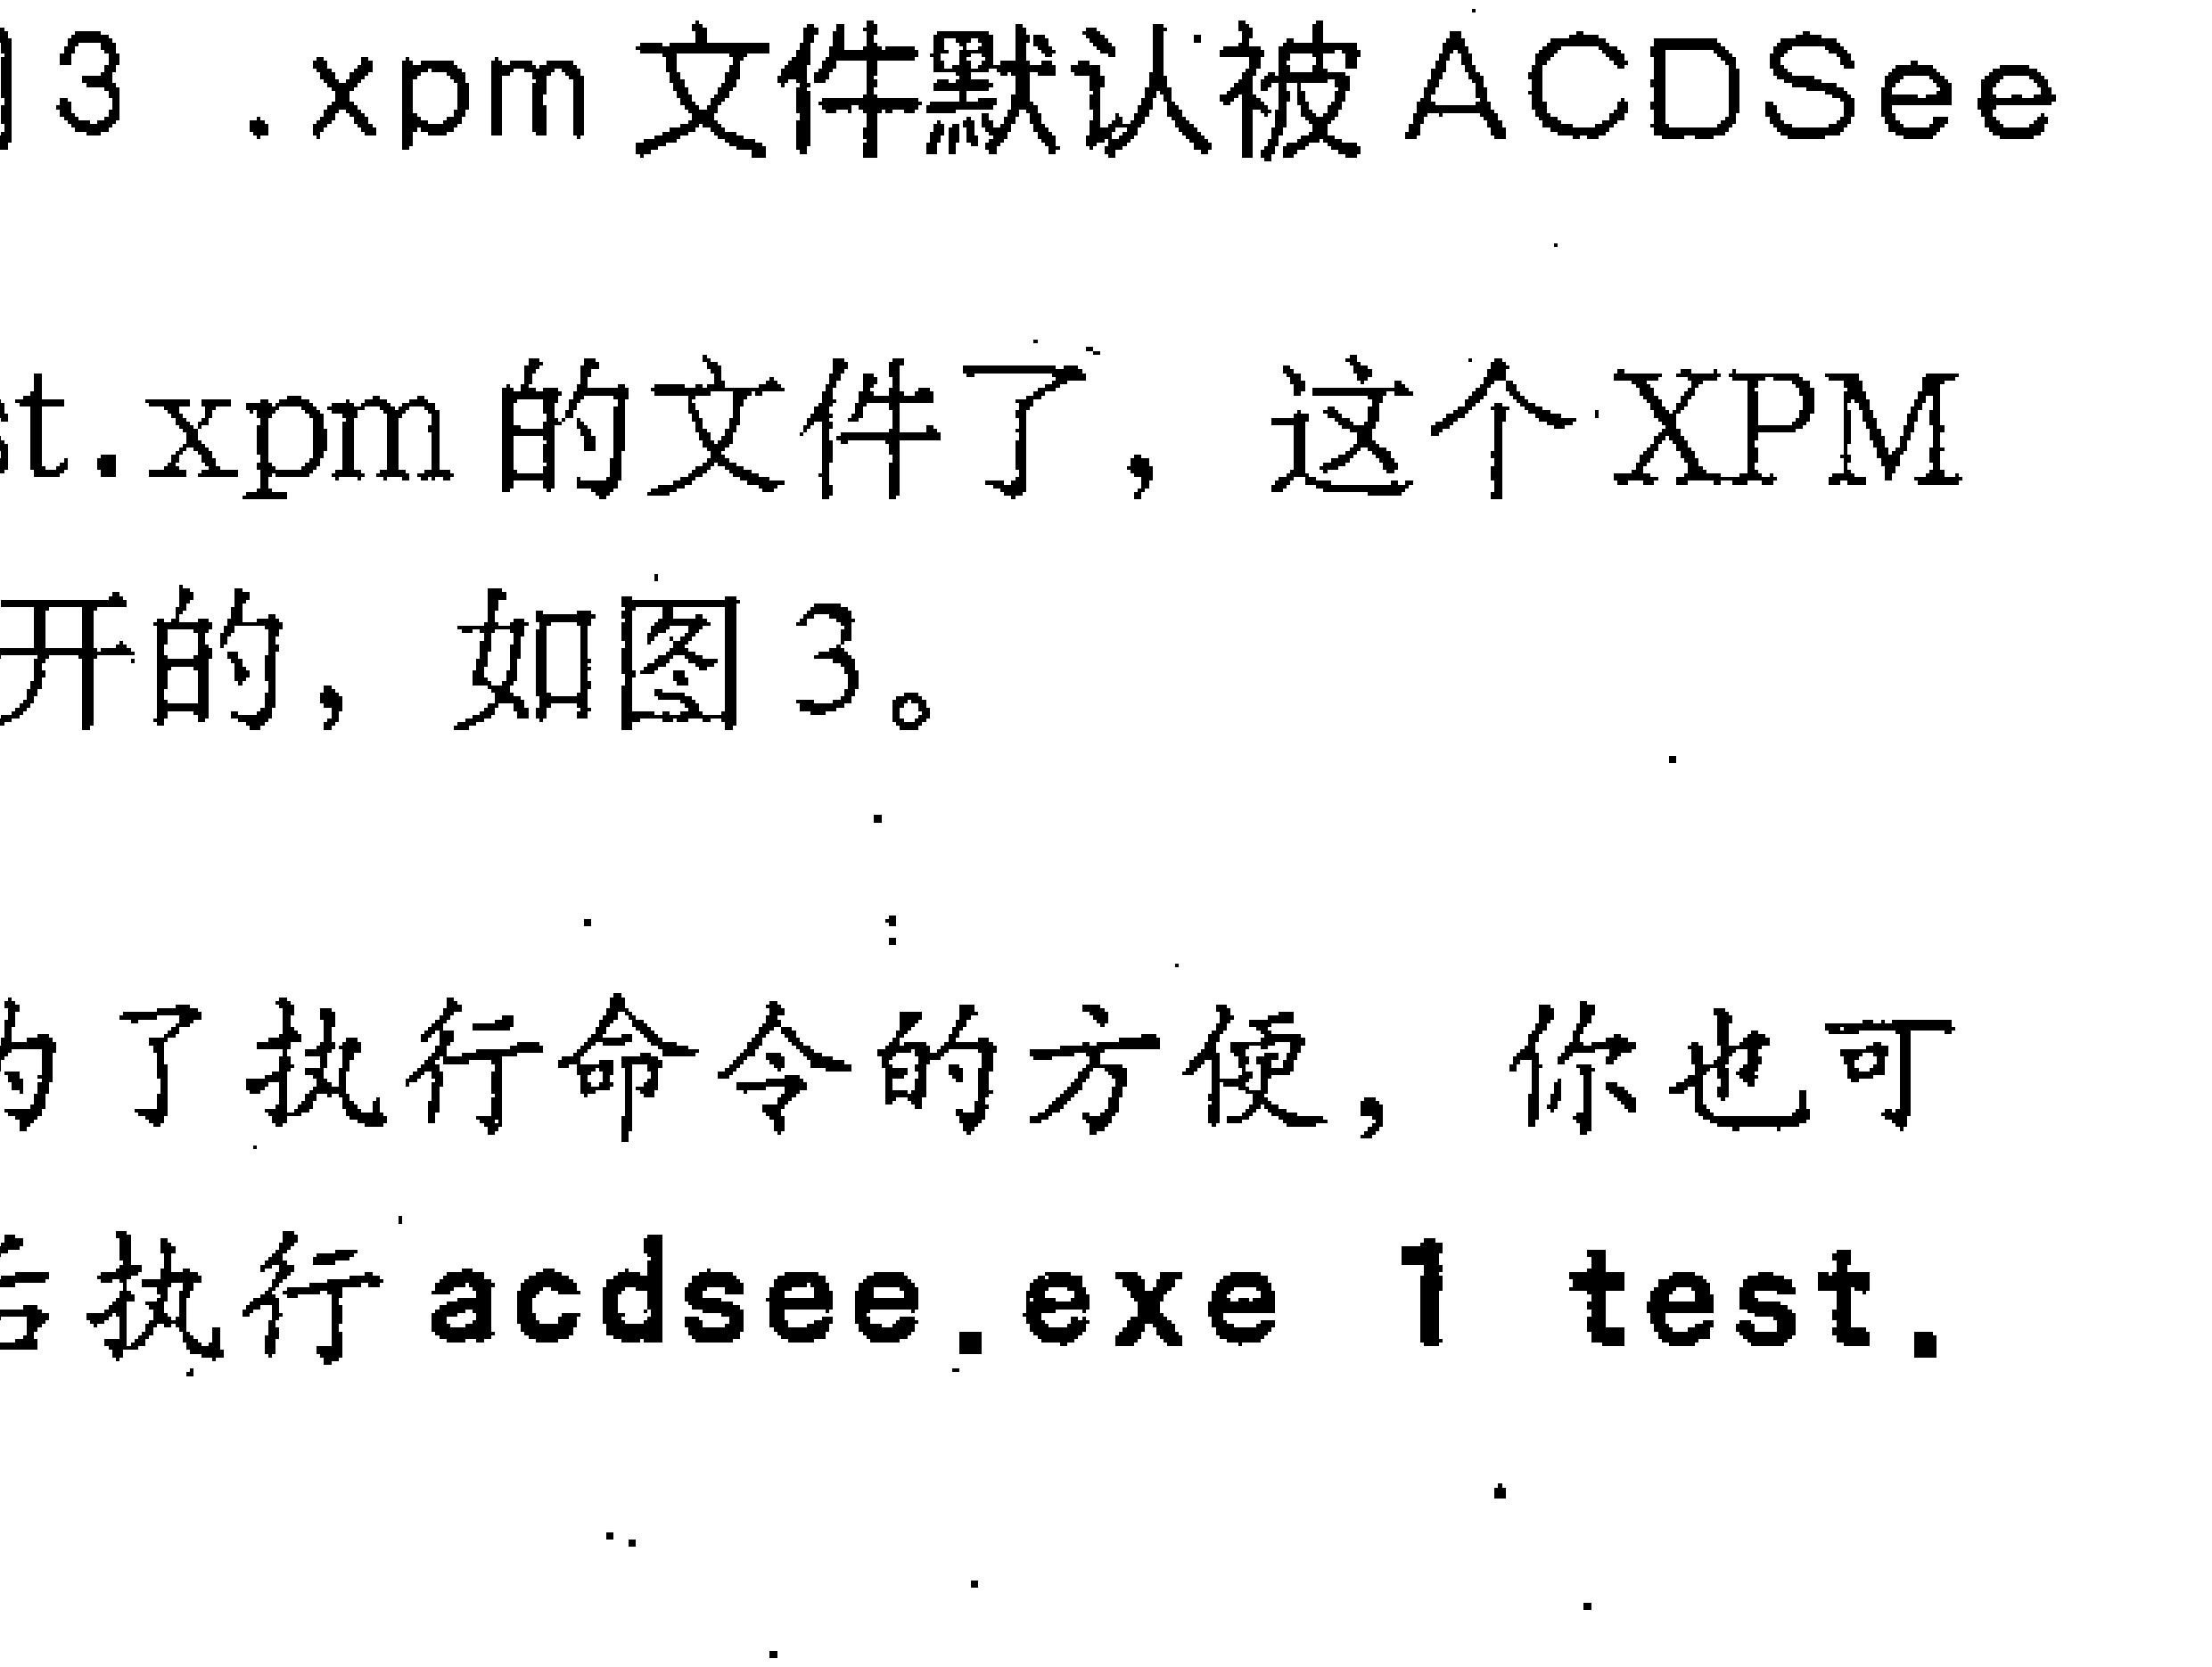 3 .xpm 文件默认被 ACDSee
t.xpm 的文件了，这个 XPM
开的，如图 3。
了执行命令的方便，你也可
后执行 acdsee.exe 1 test.